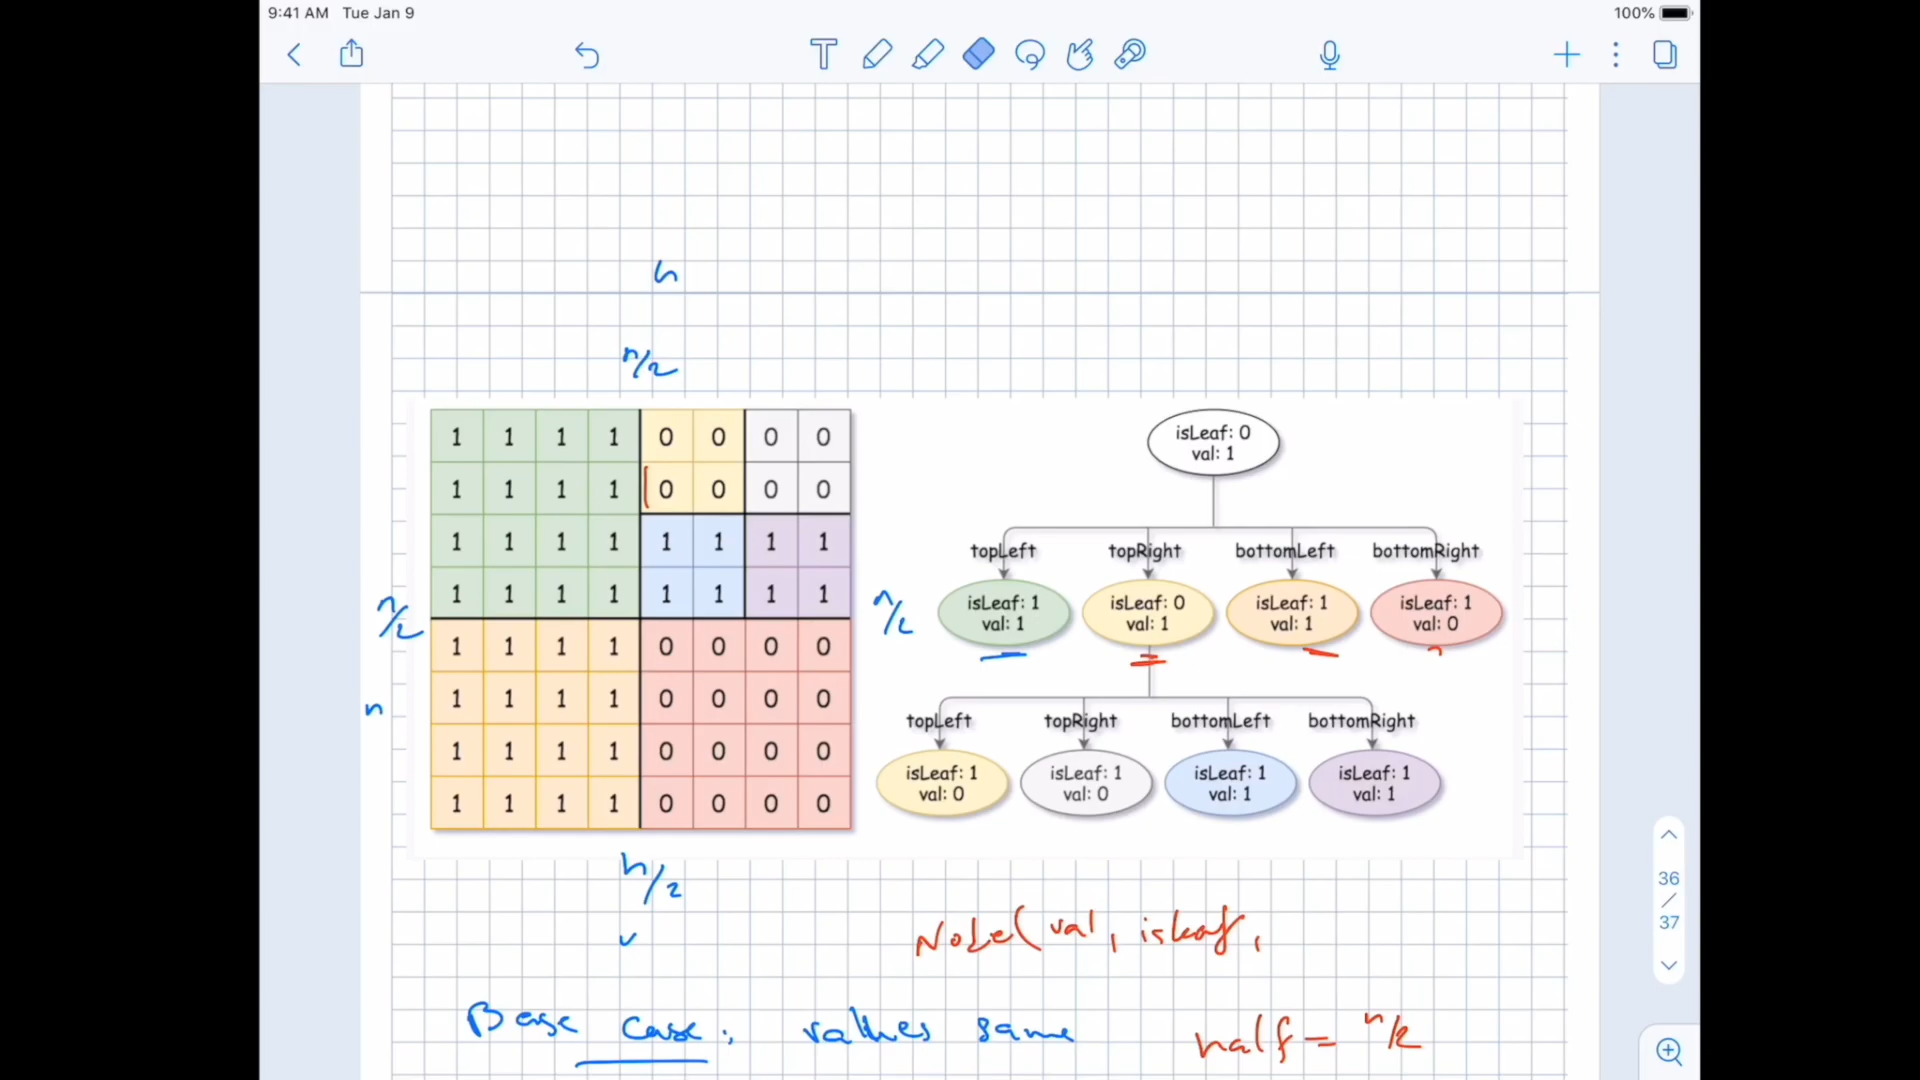 9:41 AM Tue Jan 9
100%
n
n/2
1 1 1 1 0 0 0 0
1 1 1 1 0 0 0 0
1 1 1 1 1 1 1 1
1 1 1 1 1 1 1 1
1 1 1 1 0 0 0 0
1 1 1 1 0 0 0 0
1 1 1 1 0 0 0 0
1 1 1 1 0 0 0 0
n/2
n
n/2
isLeaf: 0
val: 1
topLeft topRight bottomLeft bottomRight
isLeaf: 1
val: 1
isLeaf: 0
val: 1
isLeaf: 1
val: 1
isLeaf: 1
val: 0
n/2
topLeft topRight bottomLeft bottomRight
isLeaf: 1
val: 0
isLeaf: 1
val: 0
isLeaf: 1
val: 1
isLeaf: 1
val: 1
Node(val, isleaf,
Base case: values same
half = n/2
36
/
37